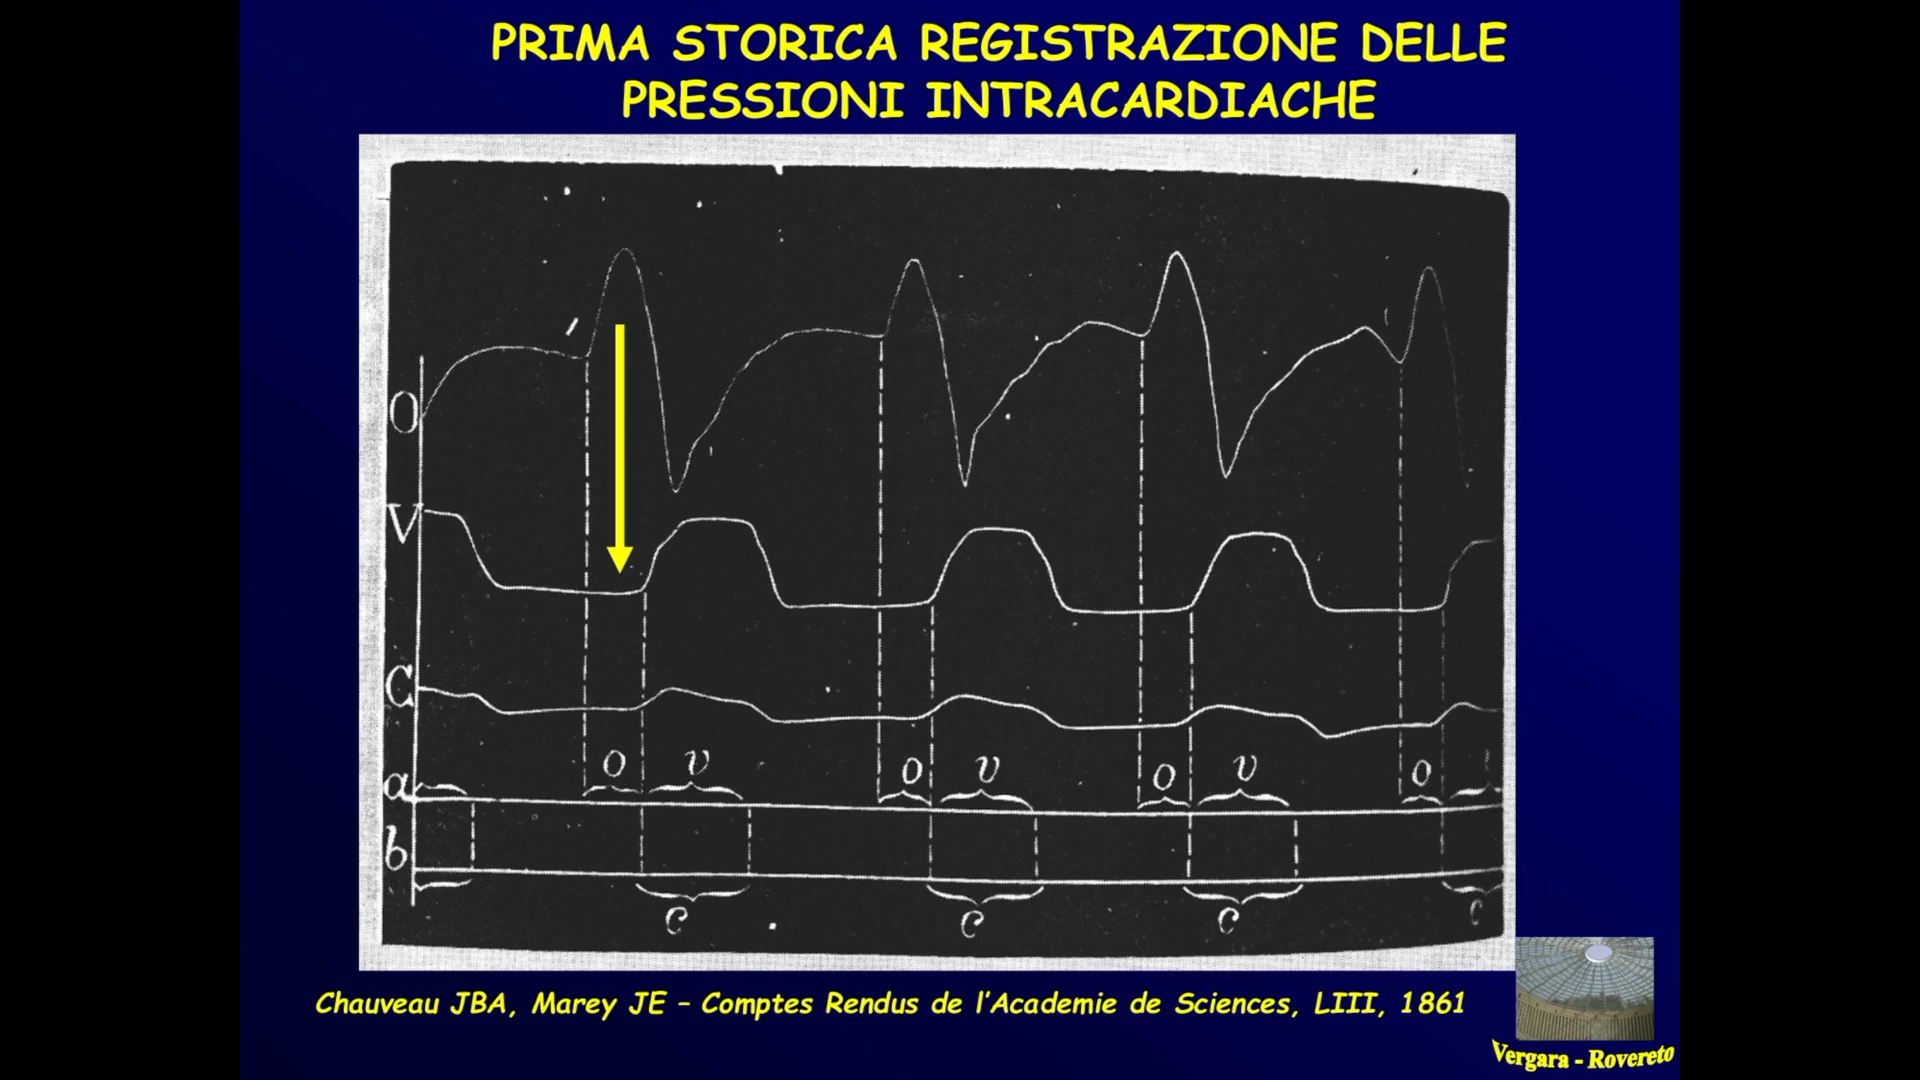 PRIMA STORICA REGISTRAZIONE DELLE
PRESSIONI INTRACARDIACHE
O
V
C
a
o v o v o v o
b
c c c c
Chauveau JBA, Marey JE – Comptes Rendus de l'Academie de Sciences, LIII, 1861
Vergara - Rovereto